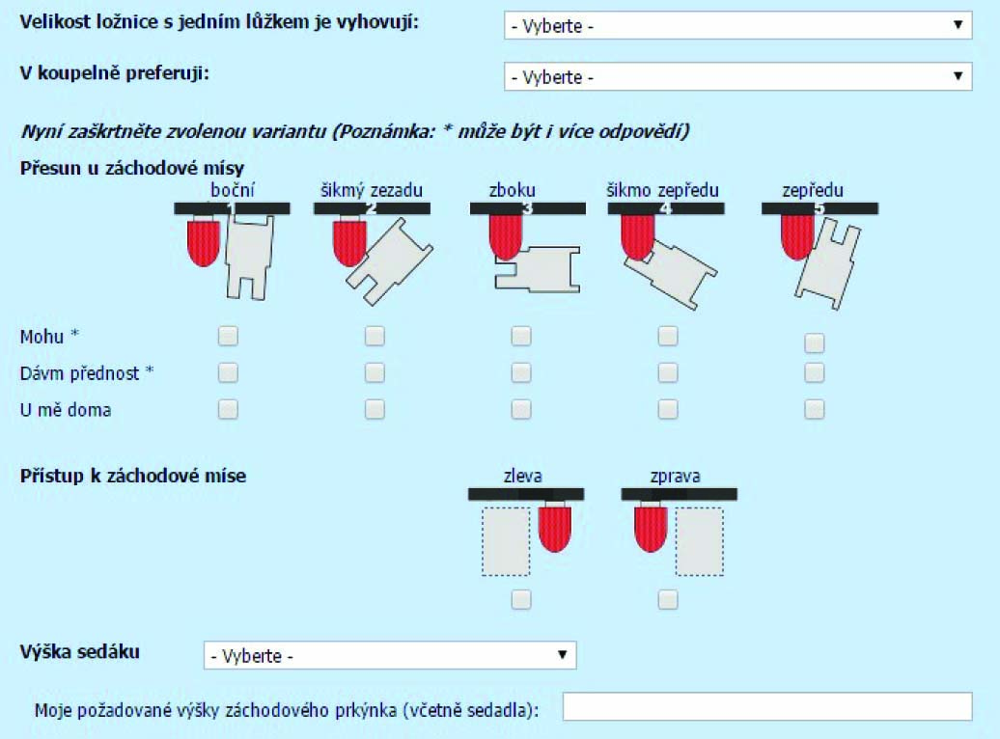 Velikost ložnice s jedním lůžkem je vyhovují: - Vyberte -
V koupelně preferuji: - Vyberte -
Nyní zaškrtněte zvolenou variantu (Poznámka: * může být i více odpovědí)
Přesun u záchodové mísy
boční šikmý zezadu zboku šikmo zepředu zepředu
1 2 3 4 5
Mohu *
Dávm přednost *
U mě doma
Přístup k záchodové míse zleva zprava
Výška sedáku - Vyberte -
Moje požadované výšky záchodového prkýnka (včetně sedadla):